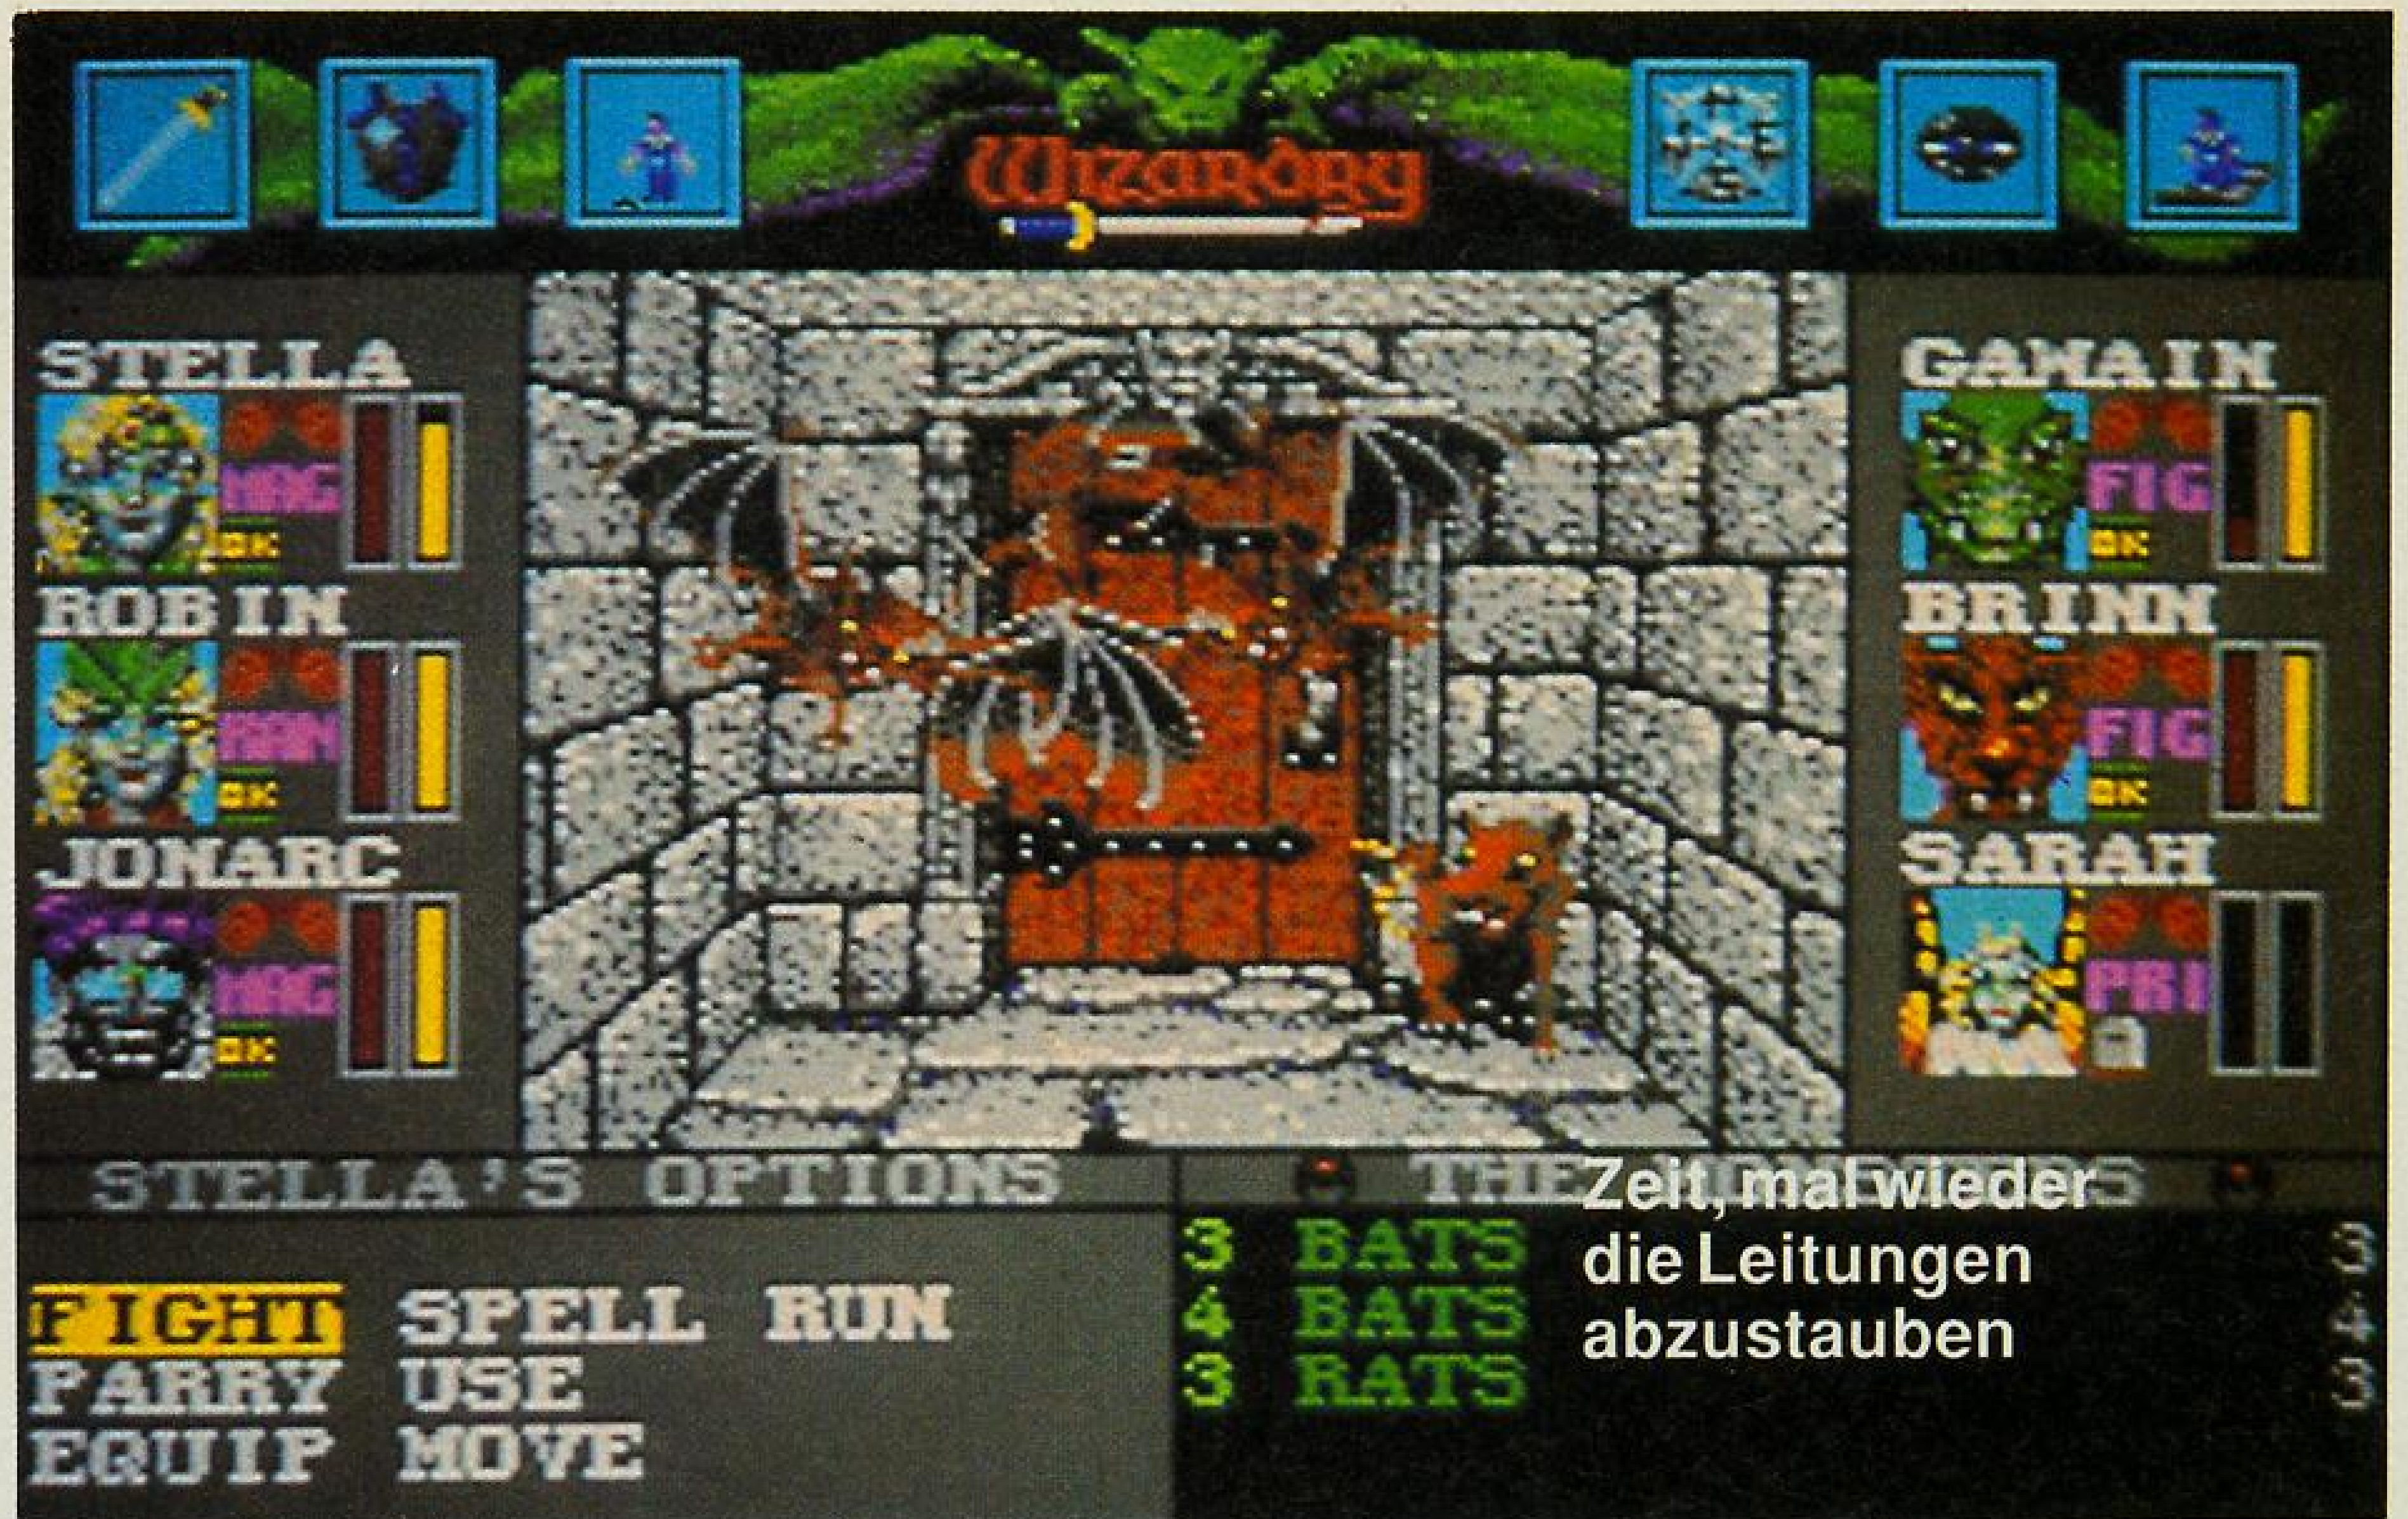 Wizardry
STELLA
MAG
OK
ROBIN
RAN
OK
JONARC
MAG
OK
GAWAIN
FIG
OK
BRINN
FIG
OK
SARAH
PRI
STELLA'S OPTIONS
FIGHT SPELL RUN
PARRY USE
EQUIP MOVE
THE
3 BATS 3
4 BATS 4
3 RATS 3
Zeit, mal wieder
die Leitungen
abzustauben